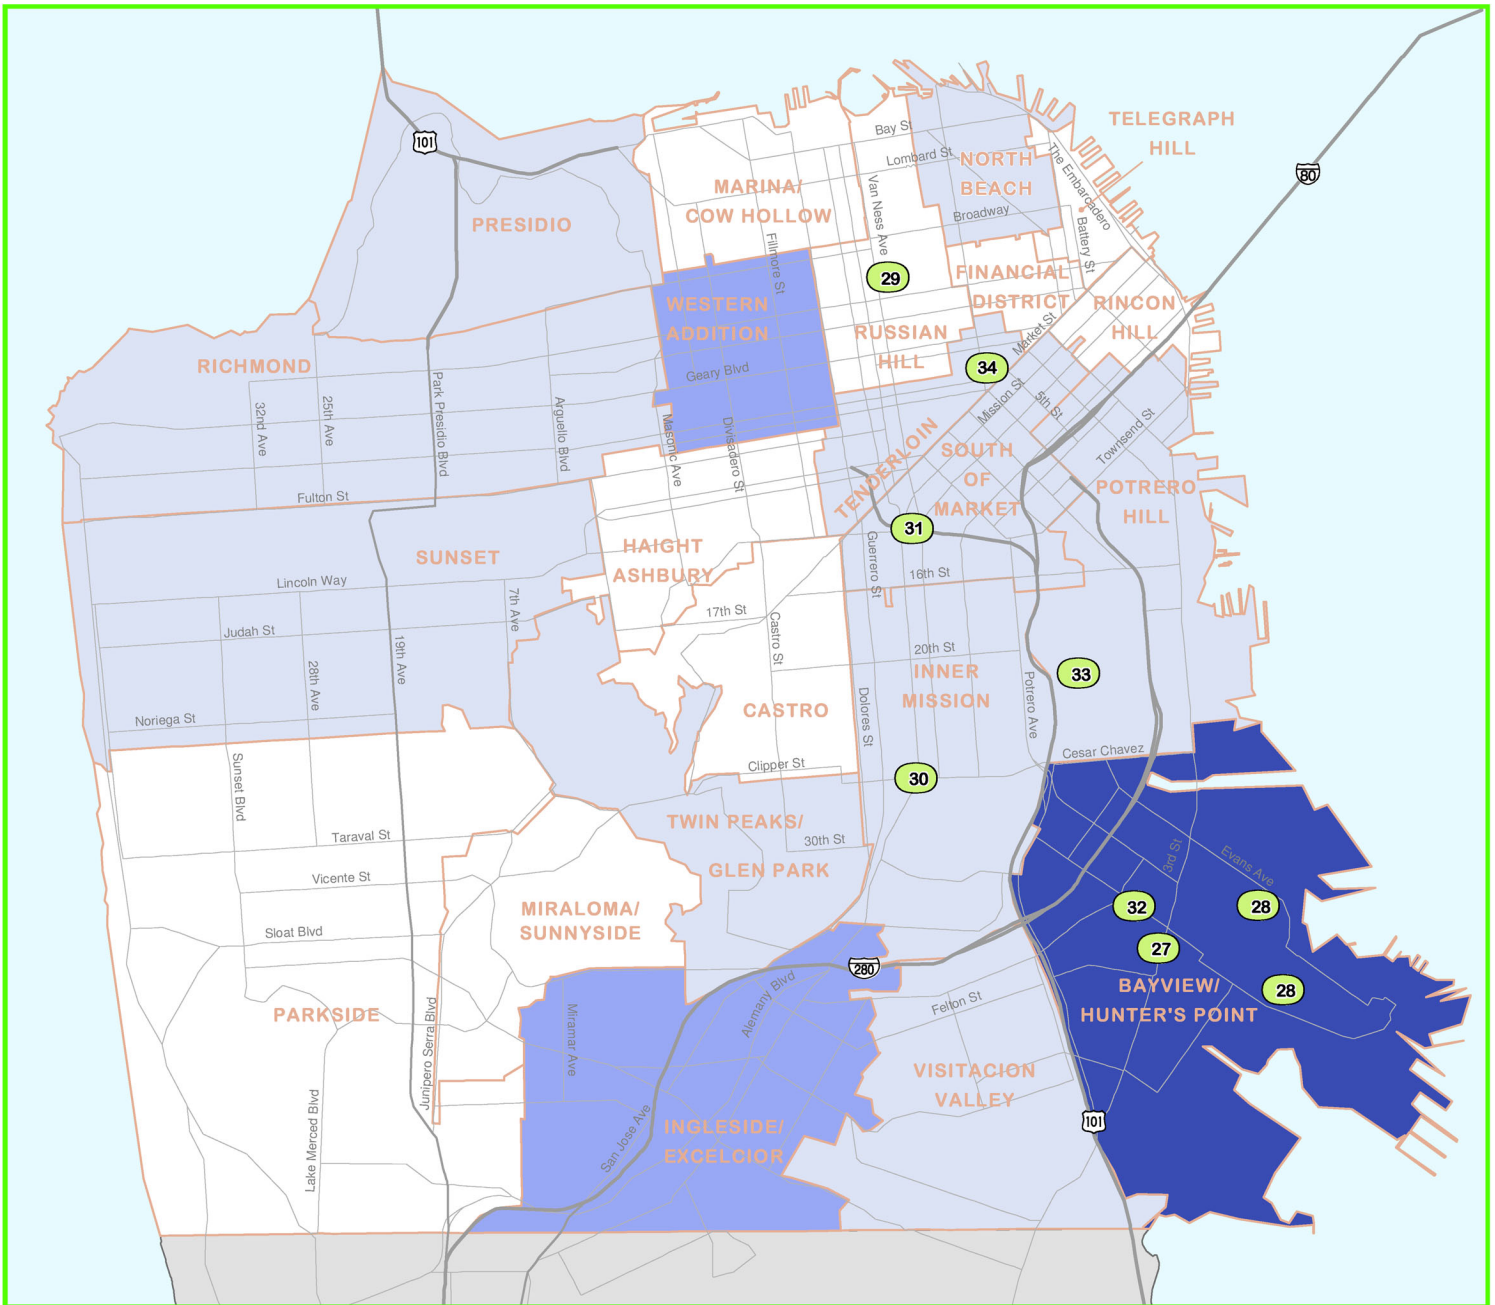 101
80
TELEGRAPH
HILL
Bay St
Lombard St
NORTH
BEACH
The Embarcadero
MARINA/
COW HOLLOW
Van Ness Ave
Broadway
Battery St
PRESIDIO
Fillmore St
29
FINANCIAL
DISTRICT
RINCON
HILL
WESTERN
ADDITION
RUSSIAN
HILL
Market St
RICHMOND
Geary Blvd
34
Mission St
5th St
32nd Ave
25th Ave
Park Presidio Blvd
Arguello Blvd
Masonic Ave
Divisadero St
Townsend St
TENDERLOIN
SOUTH
OF
MARKET
POTRERO
HILL
Fulton St
31
SUNSET
HAIGHT
ASHBURY
Guerrero St
16th St
Lincoln Way
7th Ave
17th St
Castro St
Judah St
19th Ave
28th Ave
20th St
INNER
MISSION
33
Potrero Ave
CASTRO
Dolores St
Noriega St
Cesar Chavez
Clipper St
30
Sunset Blvd
TWIN PEAKS/
GLEN PARK
30th St
Taraval St
3rd St
Evans Ave
Vicente St
MIRALOMA/
SUNNYSIDE
32
28
Sloat Blvd
27
280
BAYVIEW/
HUNTER'S POINT
28
Alemany Blvd
Felton St
PARKSIDE
Miramar Ave
Junipero Serra Blvd
VISITACION
VALLEY
101
Lake Merced Blvd
San Jose Ave
INGLESIDE/
EXCELCIOR